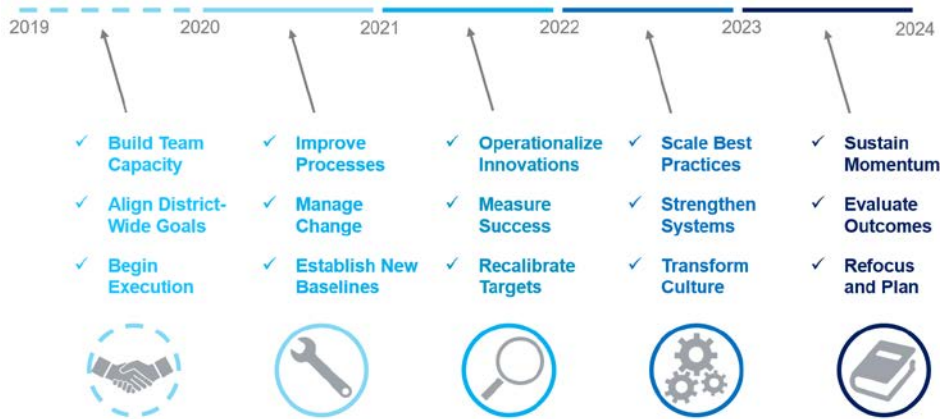 2019
2020
2021
2022
2023
2024
Build Team
Capacity
Align District-
Wide Goals
Begin
Execution
Improve
Processes
Manage
Change
Establish New
Baselines
Operationalize
Innovations
Measure
Success
Recalibrate
Targets
Scale Best
Practices
Strengthen
Systems
Transform
Culture
Sustain
Momentum
Evaluate
Outcomes
Refocus
and Plan